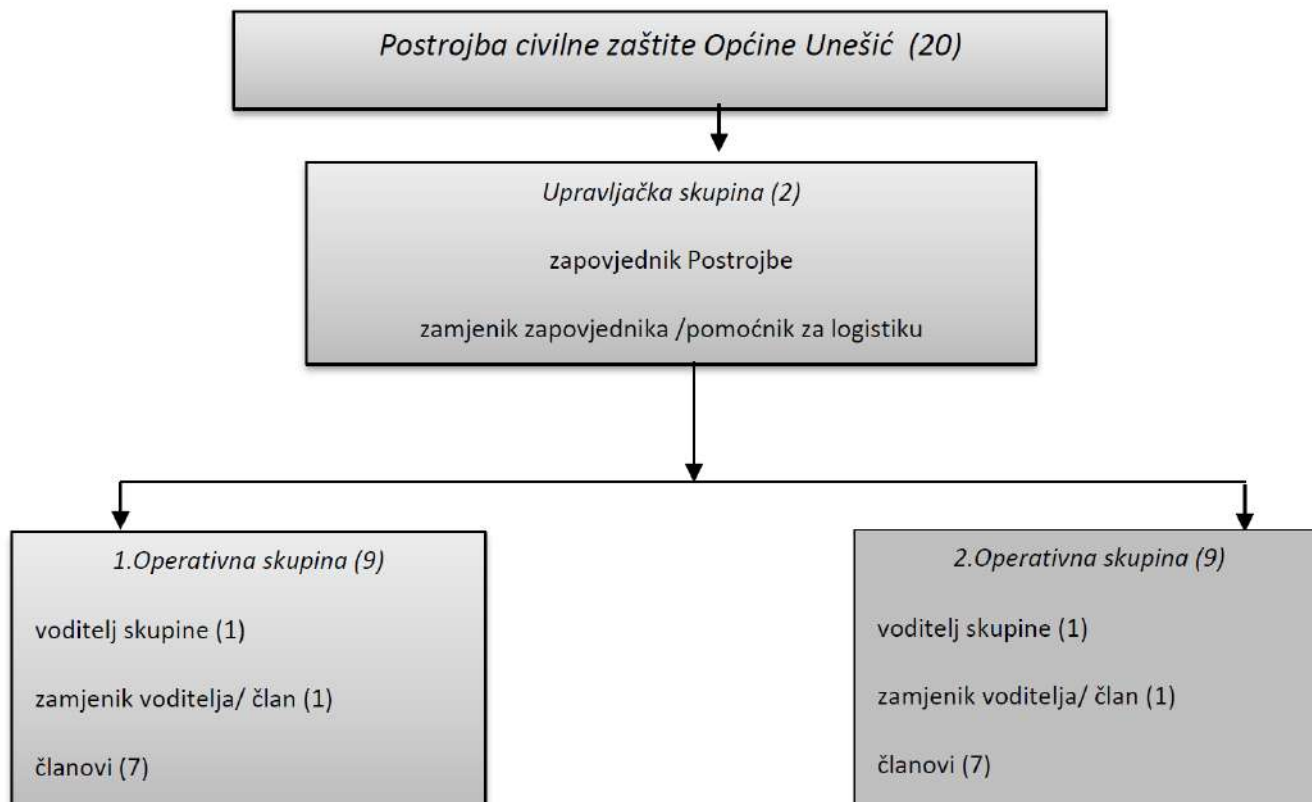 Postrojba civilne zaštite Općine Unešić (20)
Upravljačka skupina (2)
zapovjednik Postrojbe
zamjenik zapovjednika /pomoćnik za logistiku
1.Operativna skupina (9)
voditelj skupine (1)
zamjenik voditelja/ član (1)
članovi (7)
2.Operativna skupina (9)
voditelj skupine (1)
zamjenik voditelja/ član (1)
članovi (7)